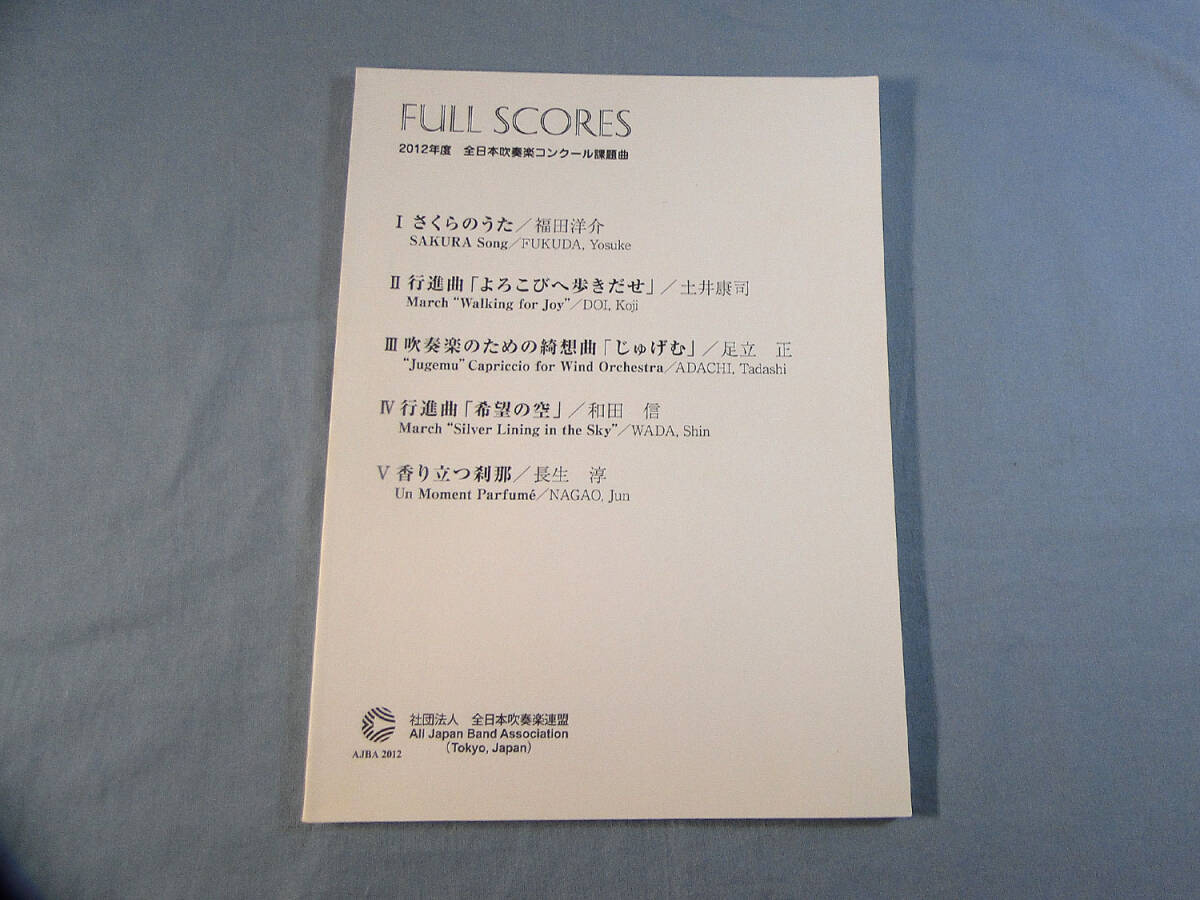 FULL SCORES
2012年度 全日本吹奏楽コンクール課題曲
Ⅰ さくらのうた／福田洋介
SAKURA Song／FUKUDA, Yosuke
Ⅱ 行進曲「よろこびへ歩きだせ」／土井康司
March “Walking for Joy”／DOI, Koji
Ⅲ 吹奏楽のための綺想曲「じゅげむ」／足立 正
“Jugemu” Capriccio for Wind Orchestra／ADACHI, Tadashi
Ⅳ 行進曲「希望の空」／和田 信
March “Silver Lining in the Sky”／WADA, Shin
Ⅴ 香り立つ刹那／長生 淳
Un Moment Parfumé／NAGAO, Jun
社団法人 全日本吹奏楽連盟
All Japan Band Association
(Tokyo, Japan)
AJBA 2012